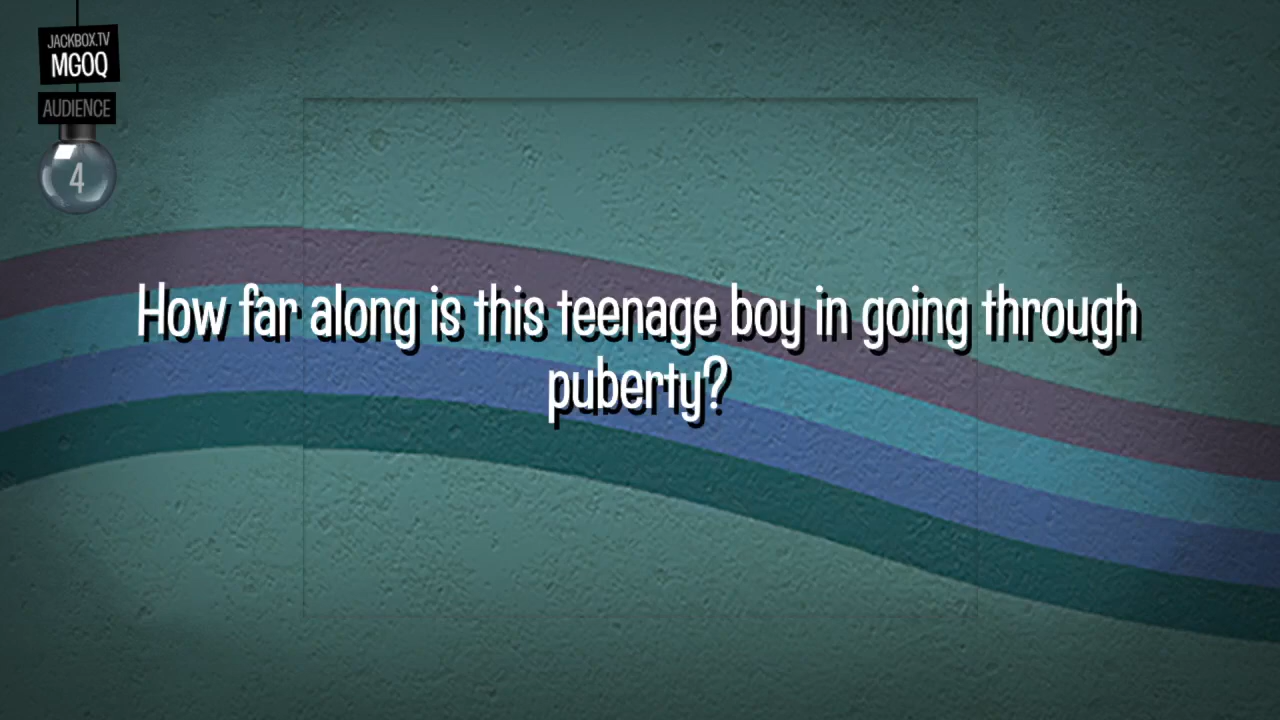 JACKBOX.TV
MGOQ
AUDIENCE
4
How far along is this teenage boy in going through
puberty?